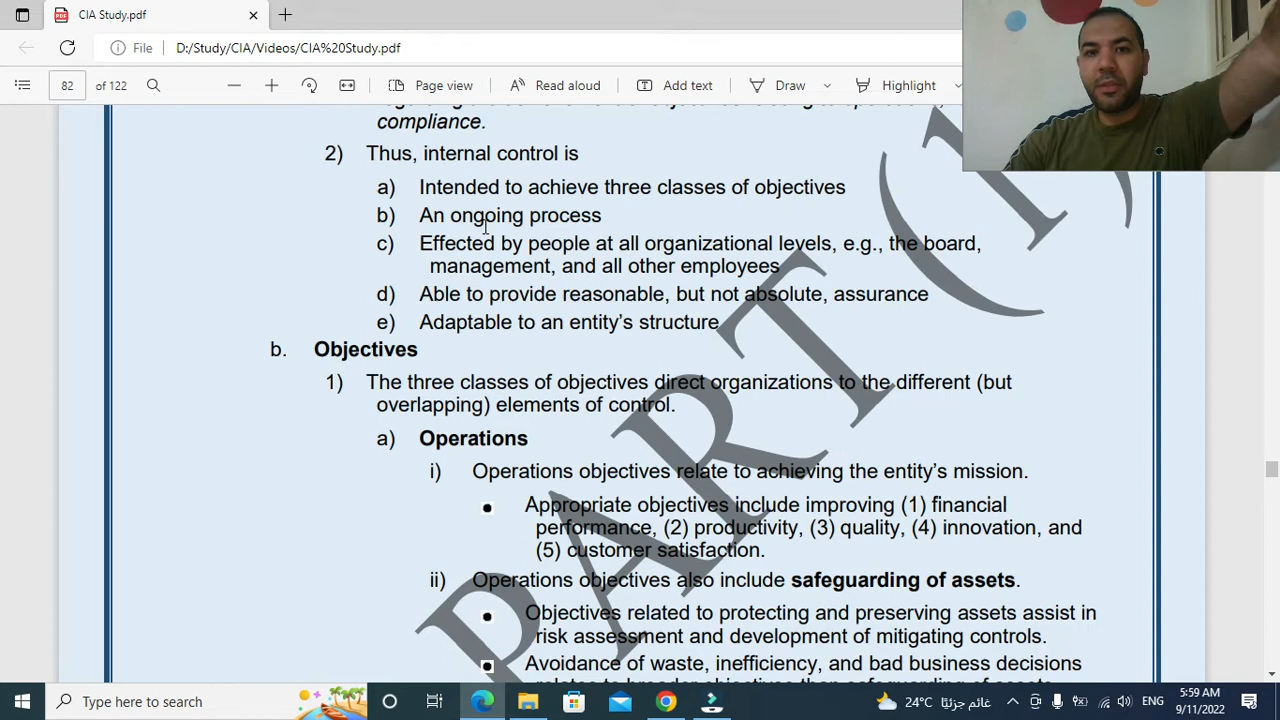 CIA Study.pdf
File D:/Study/CIA/Videos/CIA%20Study.pdf
82 of 122 Page view Read aloud Add text Draw Highlight
compliance.
2) Thus, internal control is
a) Intended to achieve three classes of objectives
b) An ongoing process
c) Effected by people at all organizational levels, e.g., the board,
management, and all other employees
d) Able to provide reasonable, but not absolute, assurance
e) Adaptable to an entity's structure
b. Objectives
1) The three classes of objectives direct organizations to the different (but
overlapping) elements of control.
a) Operations
i) Operations objectives relate to achieving the entity's mission.
• Appropriate objectives include improving (1) financial
performance, (2) productivity, (3) quality, (4) innovation, and
(5) customer satisfaction.
ii) Operations objectives also include safeguarding of assets.
• Objectives related to protecting and preserving assets assist in
risk assessment and development of mitigating controls.
• Avoidance of waste, inefficiency, and bad business decisions
PART (I
Type here to search
24°C غائم جزئيًا
ENG
5:59 AM
9/11/2022